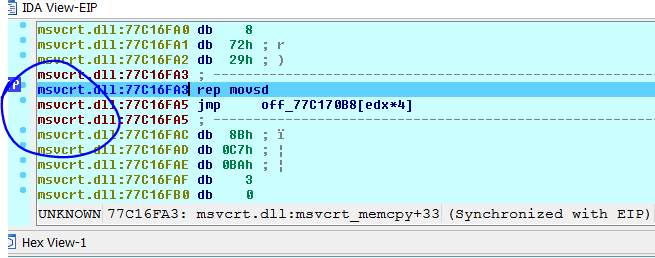 IDA View-EIP
msvcrt.dll:77C16FA0 db 8
msvcrt.dll:77C16FA1 db 72h ; r
msvcrt.dll:77C16FA2 db 29h ; )
msvcrt.dll:77C16FA3 ; ---------------------------------------------------------------------------
msvcrt.dll:77C16FA3 rep movsd
msvcrt.dll:77C16FA5 jmp off_77C170B8[edx*4]
msvcrt.dll:77C16FA5 ; ---------------------------------------------------------------------------
msvcrt.dll:77C16FAC db 8Bh ; ï
msvcrt.dll:77C16FAD db 0C7h ; ¦
msvcrt.dll:77C16FAE db 0BAh ; ¦
msvcrt.dll:77C16FAF db 3
msvcrt.dll:77C16FB0 db 0
UNKNOWN 77C16FA3: msvcrt.dll:msvcrt_memcpy+33 (Synchronized with EIP)
Hex View-1